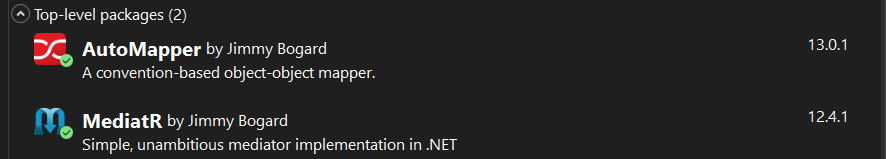 Top-level packages (2)
AutoMapper by Jimmy Bogard 13.0.1
A convention-based object-object mapper.
MediatR by Jimmy Bogard 12.4.1
Simple, unambitious mediator implementation in .NET